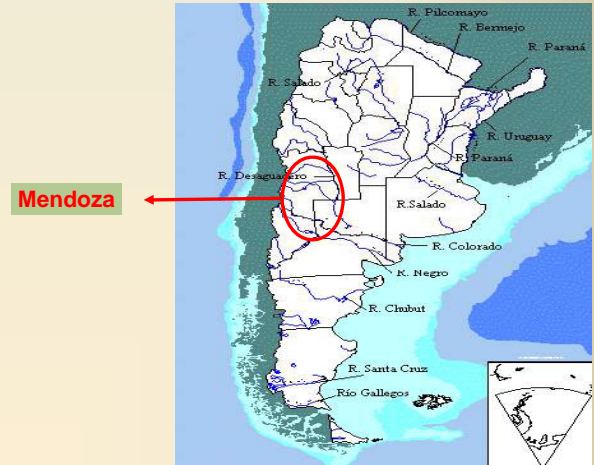 R. Pilcomayo
R. Bermejo
R. Paraná
R. Salado
R. Uruguay
R. Paraná
R. Desaguadero
Mendoza
R.Salado
R. Colorado
R. Negro
R. Chubut
R. Santa Cruz
Río Gallegos